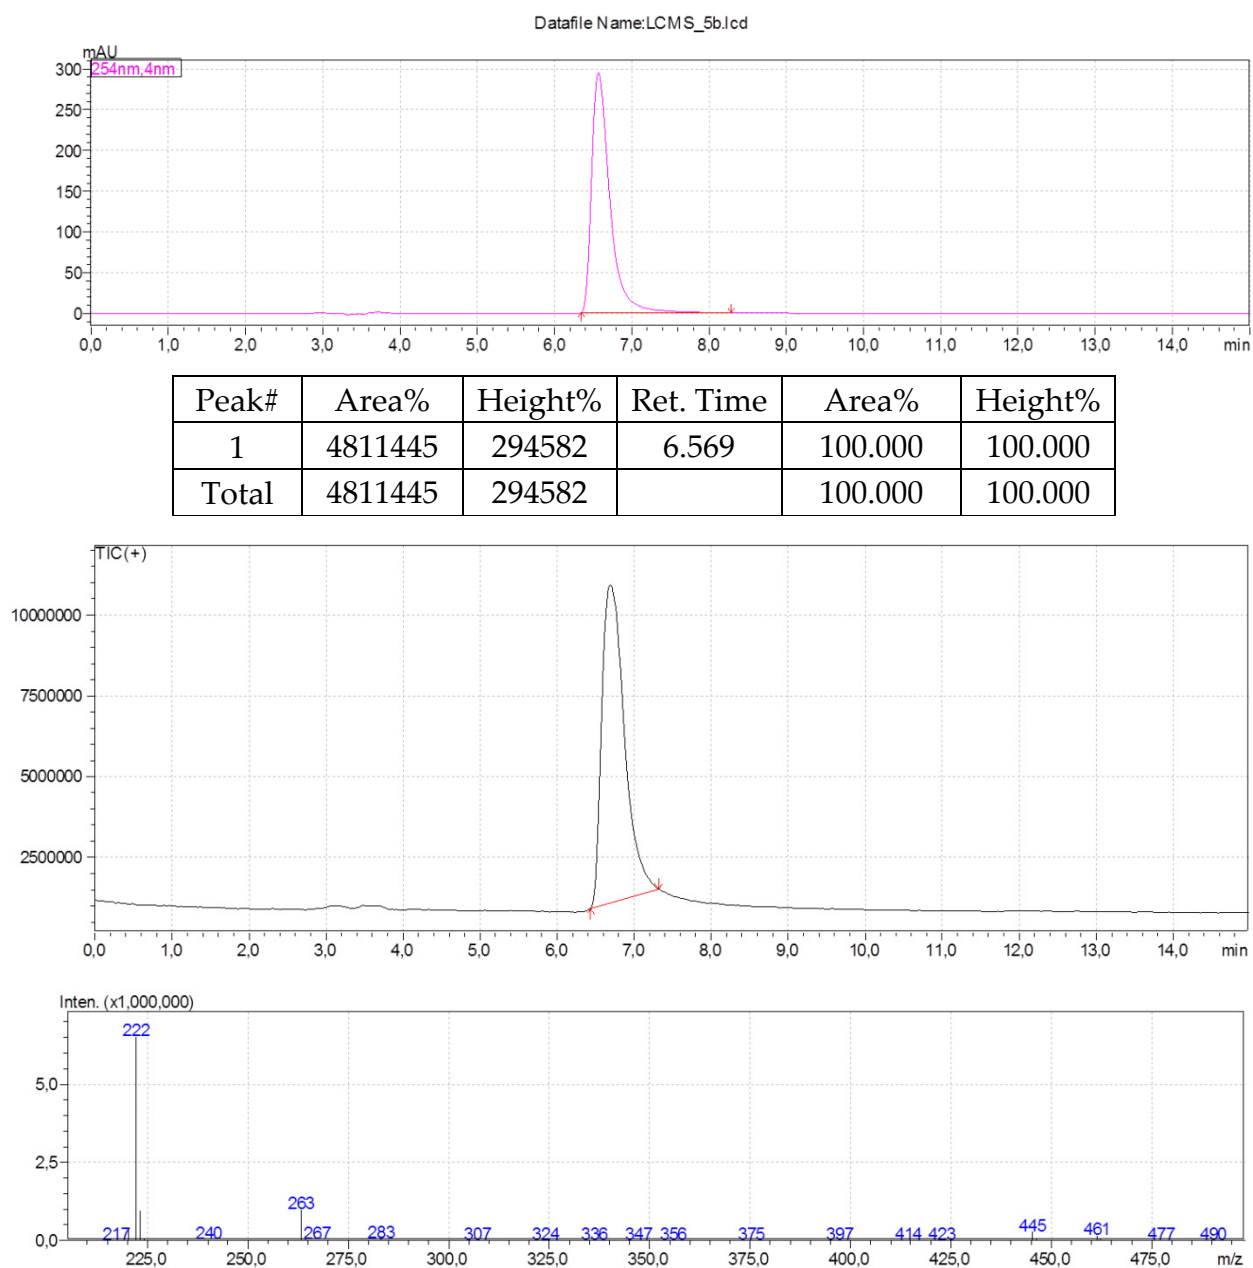 Datafile Name:LCMS_5b.lcd
mAU
254nm,4nm
300
250
200
150
100
50
0
0,0 1,0 2,0 3,0 4,0 5,0 6,0 7,0 8,0 9,0 10,0 11,0 12,0 13,0 14,0 min
Peak# Area% Height% Ret. Time Area% Height%
1 4811445 294582 6.569 100.000 100.000
Total 4811445 294582 100.000 100.000
TIC(+)
10000000
7500000
5000000
2500000
0,0 1,0 2,0 3,0 4,0 5,0 6,0 7,0 8,0 9,0 10,0 11,0 12,0 13,0 14,0 min
Inten. (x1,000,000)
222
5,0
2,5
263
217 240 267 283 307 324 336 347 356 375 397 414 423 445 461 477 490
0,0
225,0 250,0 275,0 300,0 325,0 350,0 375,0 400,0 425,0 450,0 475,0 m/z